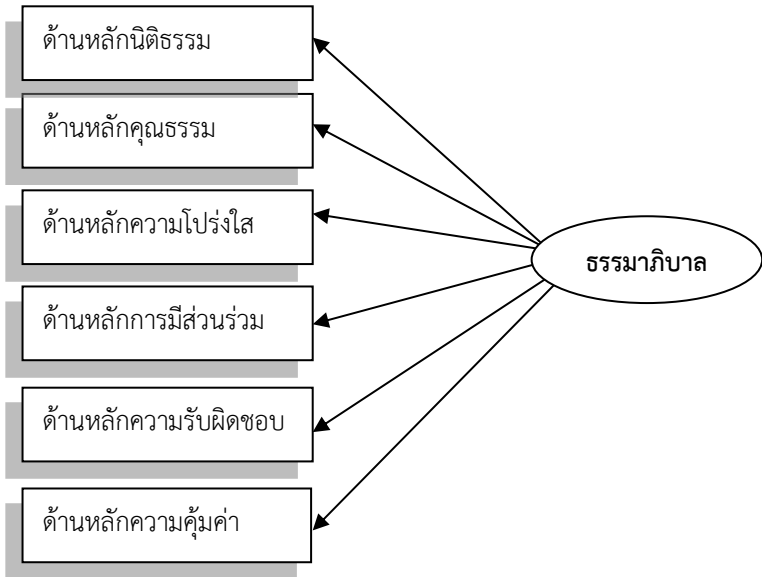 ด้านหลักนิติธรรม
ด้านหลักคุณธรรม
ด้านหลักความโปร่งใส
ด้านหลักการมีส่วนร่วม
ด้านหลักความรับผิดชอบ
ด้านหลักความคุ้มค่า
ธรรมาภิบาล